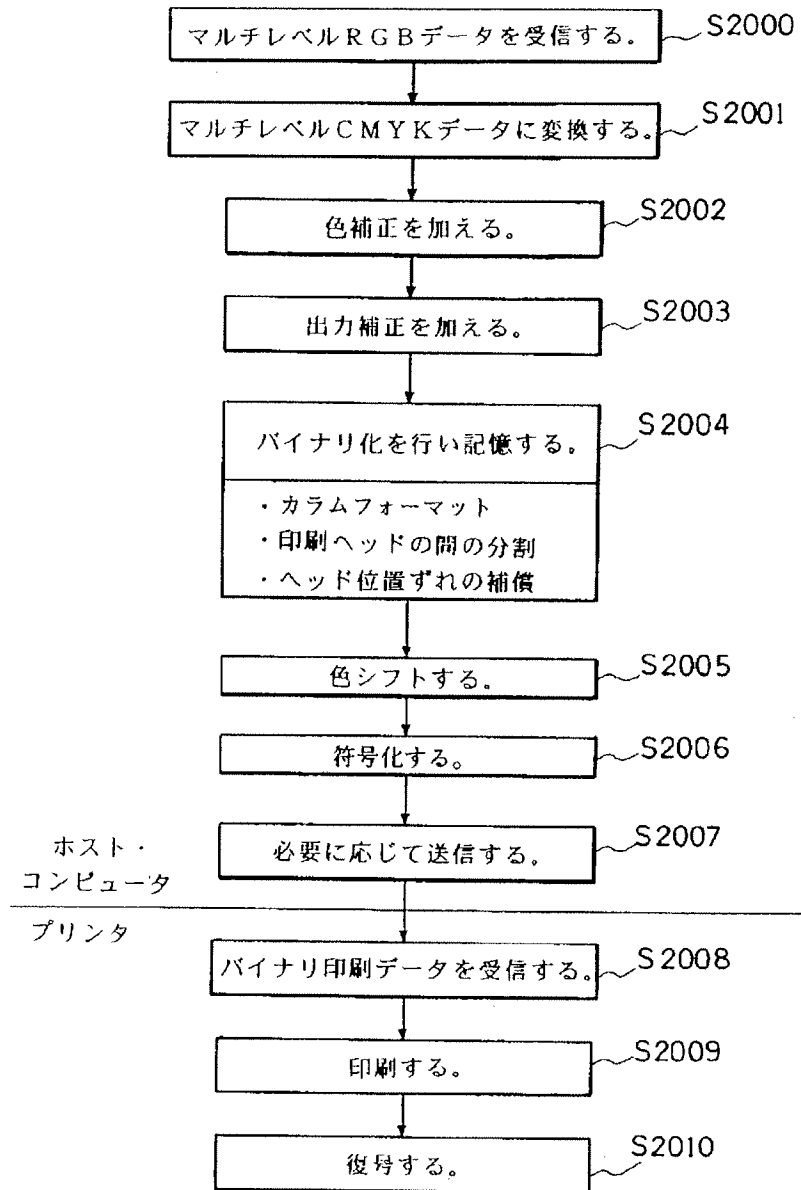 マルチレベルRGBデータを受信する。 S2000
マルチレベルCMYKデータに変換する。 S2001
色補正を加える。 S2002
出力補正を加える。 S2003
バイナリ化を行い記憶する。 S2004
・カラムフォーマット
・印刷ヘッドの間の分割
・ヘッド位置ずれの補償
色シフトする。 S2005
符号化する。 S2006
必要に応じて送信する。 S2007
ホスト・
コンピュータ
プリンタ
バイナリ印刷データを受信する。 S2008
印刷する。 S2009
復号する。 S2010